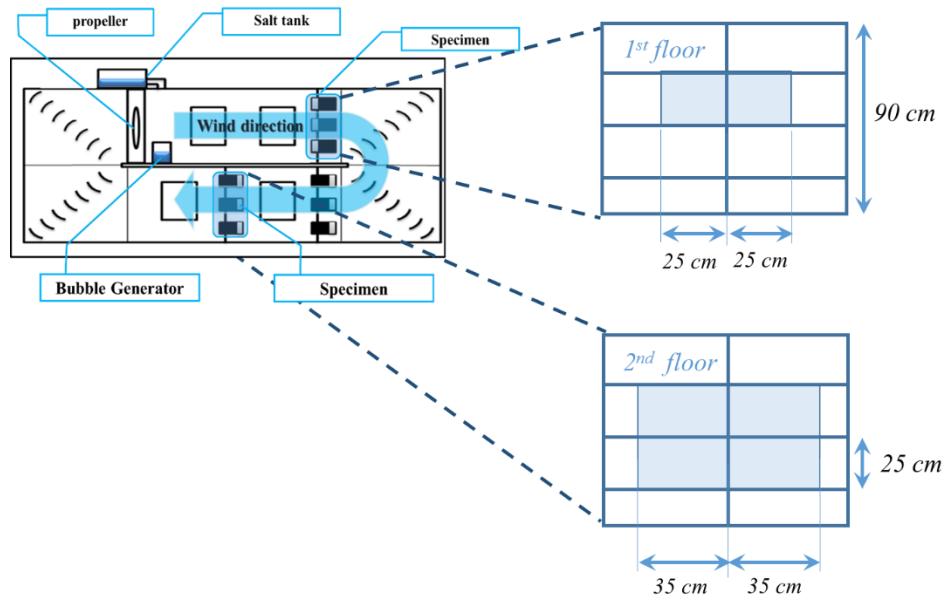 propeller
Salt tank
Specimen
Wind direction
Bubble Generator
Specimen
1st floor
90 cm
25 cm
25 cm
2nd floor
25 cm
35 cm
35 cm